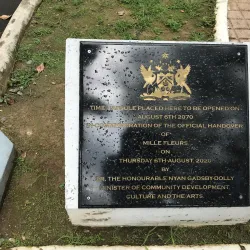 TIME CAPSULE PLACED HERE TO BE OPENED ON
AUGUST 6TH 2070
IN COMMEMORATION OF THE OFFICIAL HANDOVER
OF
MILLE FLEURS
ON
THURSDAY 6TH AUGUST, 2020
BY
THE HONOURABLE NYAN GADSBY-DOLLY
MINISTER OF COMMUNITY DEVELOPMENT,
CULTURE AND THE ARTS.